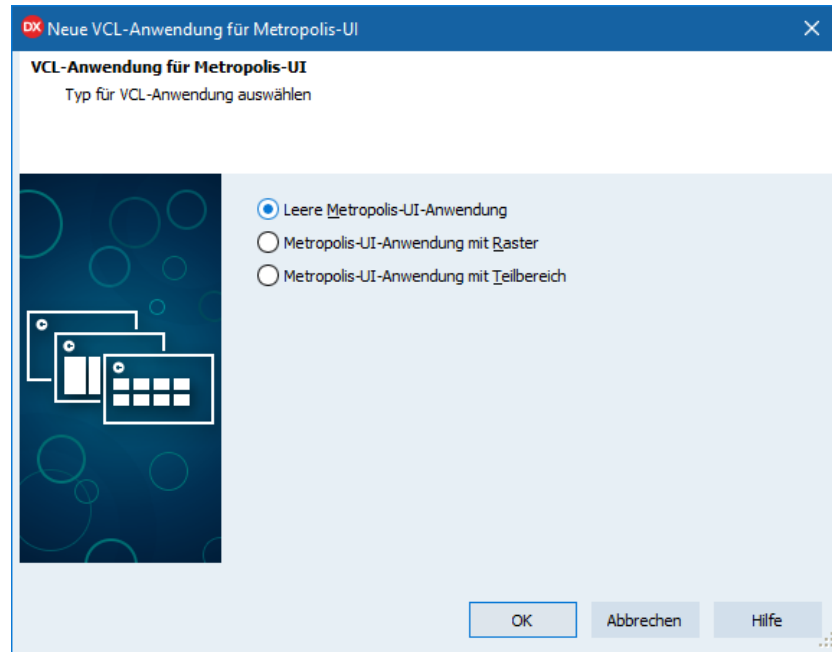 DX Neue VCL-Anwendung für Metropolis-UI
VCL-Anwendung für Metropolis-UI
Typ für VCL-Anwendung auswählen
Leere Metropolis-UI-Anwendung
Metropolis-UI-Anwendung mit Raster
Metropolis-UI-Anwendung mit Teilbereich
OK Abbrechen Hilfe